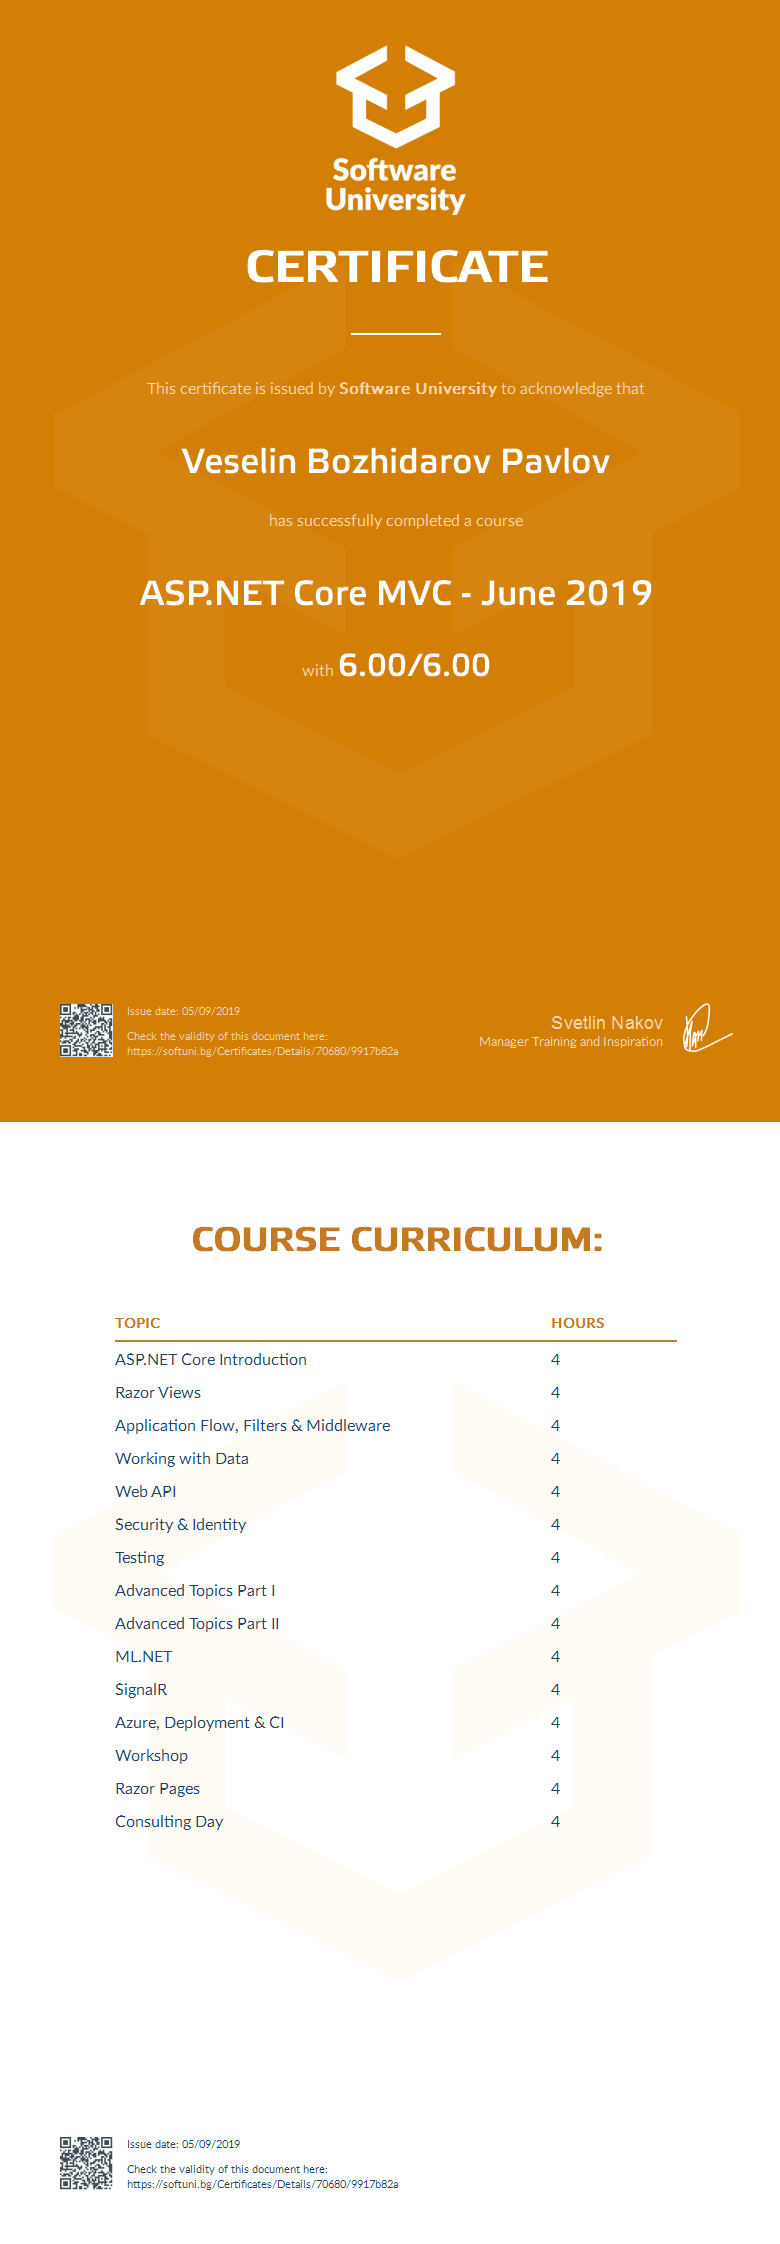 Software
University
CERTIFICATE
This certificate is issued by Software University to acknowledge that
Veselin Bozhidarov Pavlov
has successfully completed a course
ASP.NET Core MVC - June 2019
with 6.00/6.00
Issue date: 05/09/2019
Check the validity of this document here:
https://softuni.bg/Certificates/Details/70680/9917b82a
Svetlin Nakov
Manager Training and Inspiration
COURSE CURRICULUM:
TOPIC HOURS
ASP.NET Core Introduction 4
Razor Views 4
Application Flow, Filters & Middleware 4
Working with Data 4
Web API 4
Security & Identity 4
Testing 4
Advanced Topics Part I 4
Advanced Topics Part II 4
ML.NET 4
SignalR 4
Azure, Deployment & CI 4
Workshop 4
Razor Pages 4
Consulting Day 4
Issue date: 05/09/2019
Check the validity of this document here:
https://softuni.bg/Certificates/Details/70680/9917b82a